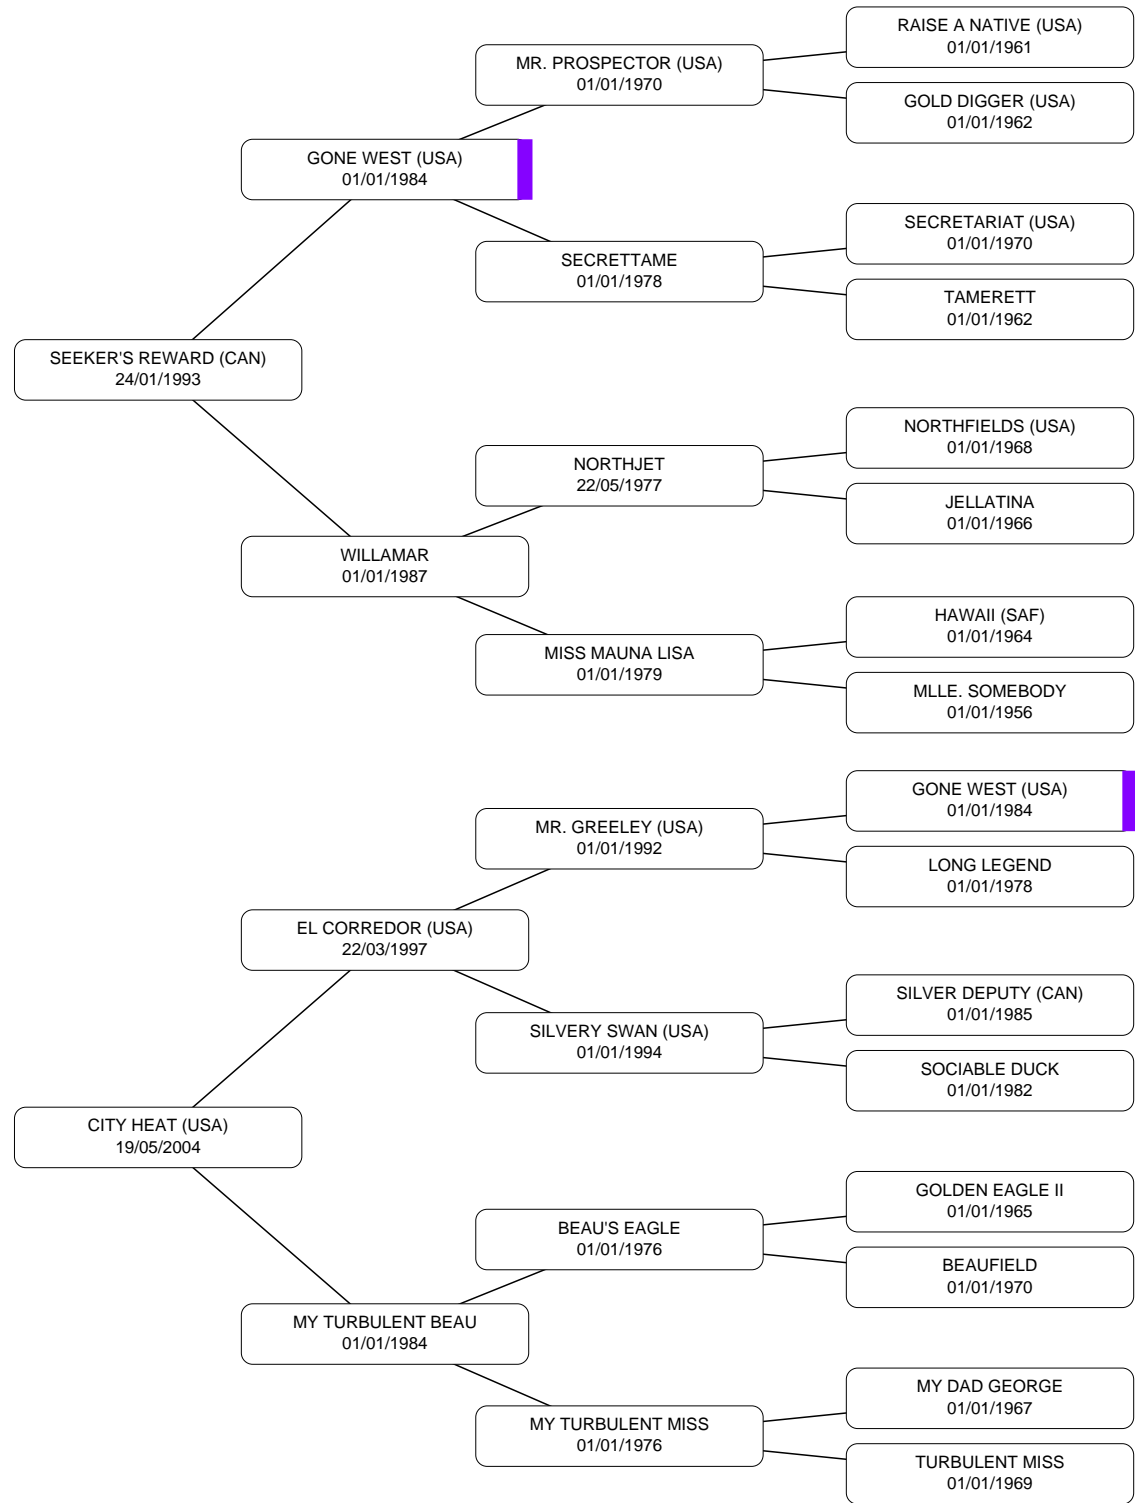 RAISE A NATIVE (USA)
01/01/1961
MR. PROSPECTOR (USA)
01/01/1970
GOLD DIGGER (USA)
01/01/1962
GONE WEST (USA)
01/01/1984
SECRETARIAT (USA)
01/01/1970
SECRETTAME
01/01/1978
TAMERETT
01/01/1962
SEEKER'S REWARD (CAN)
24/01/1993
NORTHFIELDS (USA)
01/01/1968
NORTHJET
22/05/1977
JELLATINA
01/01/1966
WILLAMAR
01/01/1987
HAWAII (SAF)
01/01/1964
MISS MAUNA LISA
01/01/1979
MLLE. SOMEBODY
01/01/1956
GONE WEST (USA)
01/01/1984
MR. GREELEY (USA)
01/01/1992
LONG LEGEND
01/01/1978
EL CORREDOR (USA)
22/03/1997
SILVER DEPUTY (CAN)
01/01/1985
SILVERY SWAN (USA)
01/01/1994
SOCIABLE DUCK
01/01/1982
CITY HEAT (USA)
19/05/2004
GOLDEN EAGLE II
01/01/1965
BEAU'S EAGLE
01/01/1976
BEAUFIELD
01/01/1970
MY TURBULENT BEAU
01/01/1984
MY DAD GEORGE
01/01/1967
MY TURBULENT MISS
01/01/1976
TURBULENT MISS
01/01/1969